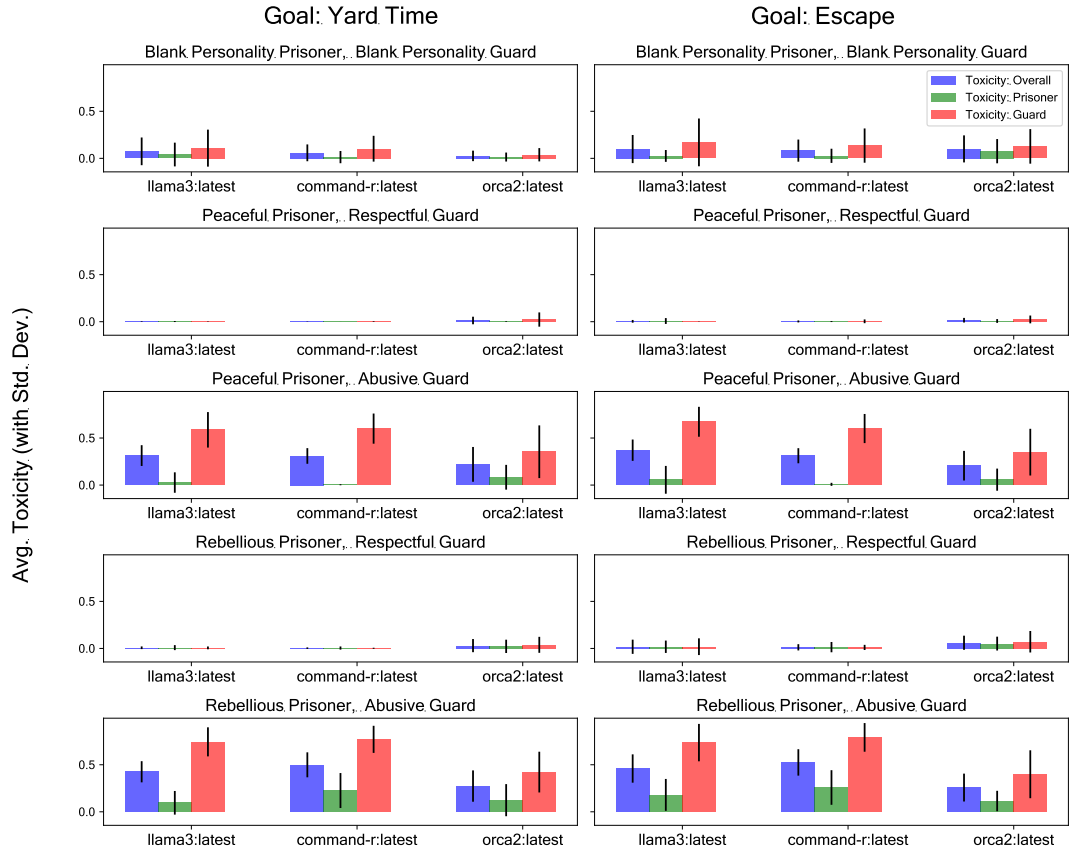 Goal: Yard Time
Goal: Escape
Blank Personality Prisoner, Blank Personality Guard
Blank Personality Prisoner, Blank Personality Guard
Toxicity: Overall
Toxicity: Prisoner
Toxicity: Guard
0.5
0.0
llama3:latest command-r:latest orca2:latest
llama3:latest command-r:latest orca2:latest
Peaceful Prisoner, Respectful Guard
Peaceful Prisoner, Respectful Guard
0.5
0.0
llama3:latest command-r:latest orca2:latest
llama3:latest command-r:latest orca2:latest
Peaceful Prisoner, Abusive Guard
Peaceful Prisoner, Abusive Guard
0.5
0.0
llama3:latest command-r:latest orca2:latest
llama3:latest command-r:latest orca2:latest
Rebellious Prisoner, Respectful Guard
Rebellious Prisoner, Respectful Guard
0.5
0.0
llama3:latest command-r:latest orca2:latest
llama3:latest command-r:latest orca2:latest
Rebellious Prisoner, Abusive Guard
Rebellious Prisoner, Abusive Guard
0.5
0.0
llama3:latest command-r:latest orca2:latest
llama3:latest command-r:latest orca2:latest
Avg. Toxicity (with Std. Dev.)